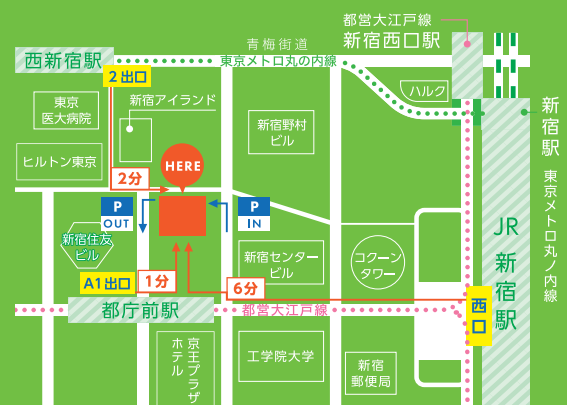 都営大江戸線
新宿西口駅
青梅街道
東京メトロ丸の内線
西新宿駅
2出口
新宿アイランド
ハルク
東京
医大病院
新宿野村
ビル
新宿駅
東京メトロ丸ノ内線
ヒルトン東京
HERE
2分
P
OUT
P
IN
JR
新宿駅
新宿住友
ビル
新宿センター
ビル
コクーン
タワー
A1出口
1分
6分
西口
都庁前駅
都営大江戸線
京王プラザ
ホテル
工学院大学
新宿
郵便局